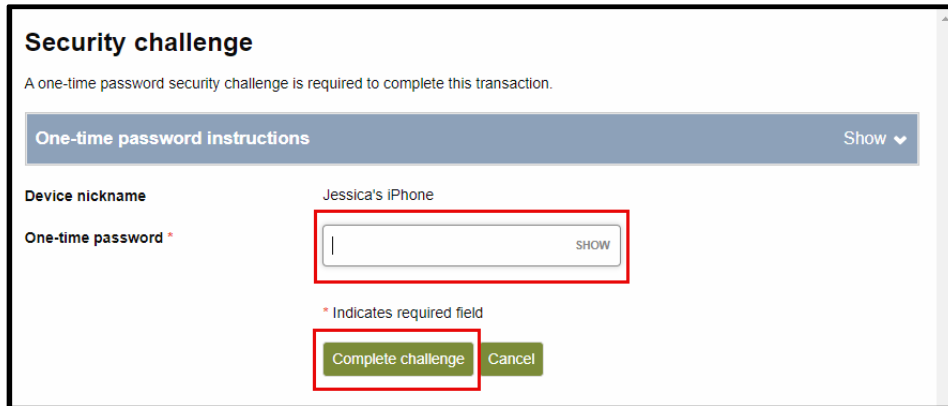 Security challenge
A one-time password security challenge is required to complete this transaction.
One-time password instructions Show
Device nickname Jessica's iPhone
One-time password * SHOW
* Indicates required field
Complete challenge Cancel